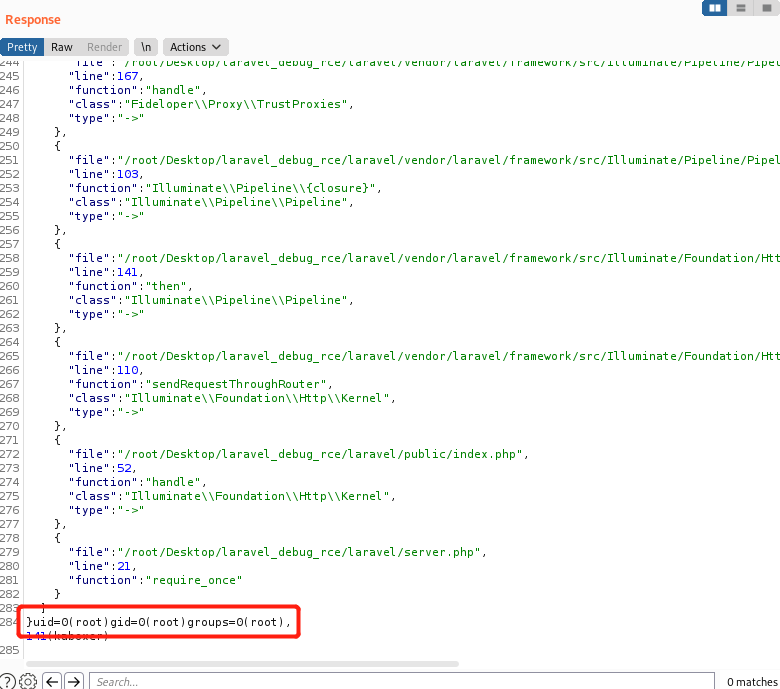 Response
Pretty Raw Render \n Actions
244 "file":"/root/Desktop/laravel_debug_rce/laravel/vendor/laravel/framework/src/Illuminate/Pipeline/Pipel
245 "line":167,
246 "function":"handle",
247 "class":"Fideloper\\Proxy\\TrustProxies",
248 "type":"->"
249 },
250 {
251 "file":"/root/Desktop/laravel_debug_rce/laravel/vendor/laravel/framework/src/Illuminate/Pipeline/Pipel
252 "line":103,
253 "function":"Illuminate\\Pipeline\\{closure}",
254 "class":"Illuminate\\Pipeline\\Pipeline",
255 "type":"->"
256 },
257 {
258 "file":"/root/Desktop/laravel_debug_rce/laravel/vendor/laravel/framework/src/Illuminate/Foundation/Htt
259 "line":141,
260 "function":"then",
261 "class":"Illuminate\\Pipeline\\Pipeline",
262 "type":"->"
263 },
264 {
265 "file":"/root/Desktop/laravel_debug_rce/laravel/vendor/laravel/framework/src/Illuminate/Foundation/Htt
266 "line":110,
267 "function":"sendRequestThroughRouter",
268 "class":"Illuminate\\Foundation\\Http\\Kernel",
269 "type":"->"
270 },
271 {
272 "file":"/root/Desktop/laravel_debug_rce/laravel/public/index.php",
273 "line":52,
274 "function":"handle",
275 "class":"Illuminate\\Foundation\\Http\\Kernel",
276 "type":"->"
277 },
278 {
279 "file":"/root/Desktop/laravel_debug_rce/laravel/server.php",
280 "line":21,
281 "function":"require_once"
282 }
283 ]
284 }uid=0(root)gid=0(root)groups=0(root),
141(kaboxer)
285
Search... 0 matches